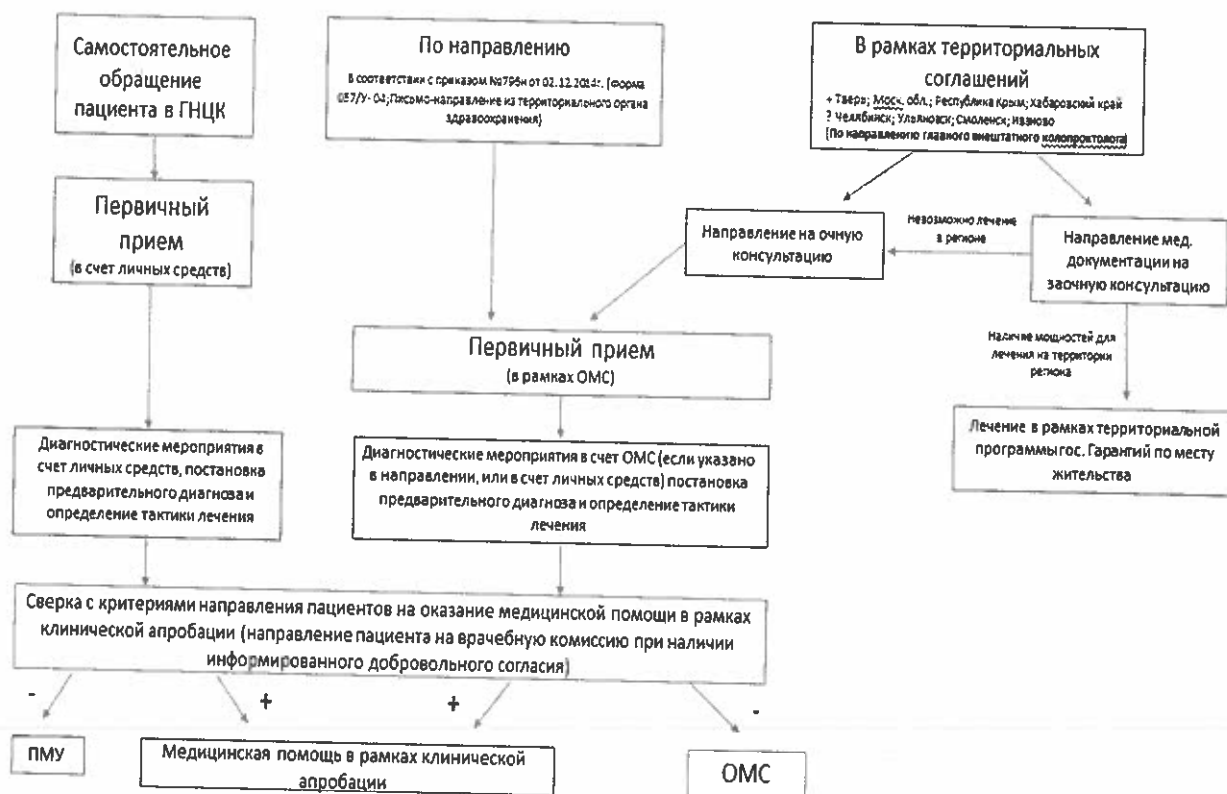 Самостоятельное
обращение
пациента в ГНЦК
По направлению
В соответствии с приказом №796н от 02.12.2014г. (Форма
057/У- 04; Письмо-направление из территориального органа
здравоохранения)
В рамках территориальных
соглашений
+ Тверь; Моск. обл.; Республика Крым; Хабаровский край
? Челябинск; Ульяновск; Смоленск; Иваново
(По направлению главного внештатного колопроктолога)
Первичный
прием
(в счет личных средств)
Направление на очную
консультацию
Невозможно лечение
в регионе
Направление мед.
документации на
заочную консультацию
Первичный прием
(в рамках ОМС)
Наличие мощностей для
лечения на территории
региона
Диагностические мероприятия в
счет личных средств, постановка
предварительного диагноза и
определение тактики лечения
Диагностические мероприятия в счет ОМС (если указано
в направлении, или в счет личных средств) постановка
предварительного диагноза и определение тактики
лечения
Лечение в рамках территориальной
программы гос. Гарантий по месту
жительства
Сверка с критериями направления пациентов на оказание медицинской помощи в рамках
клинической апробации (направление пациента на врачебную комиссию при наличии
информированного добровольного согласия)
- + + -
ПМУ
Медицинская помощь в рамках клинической
апробации
ОМС